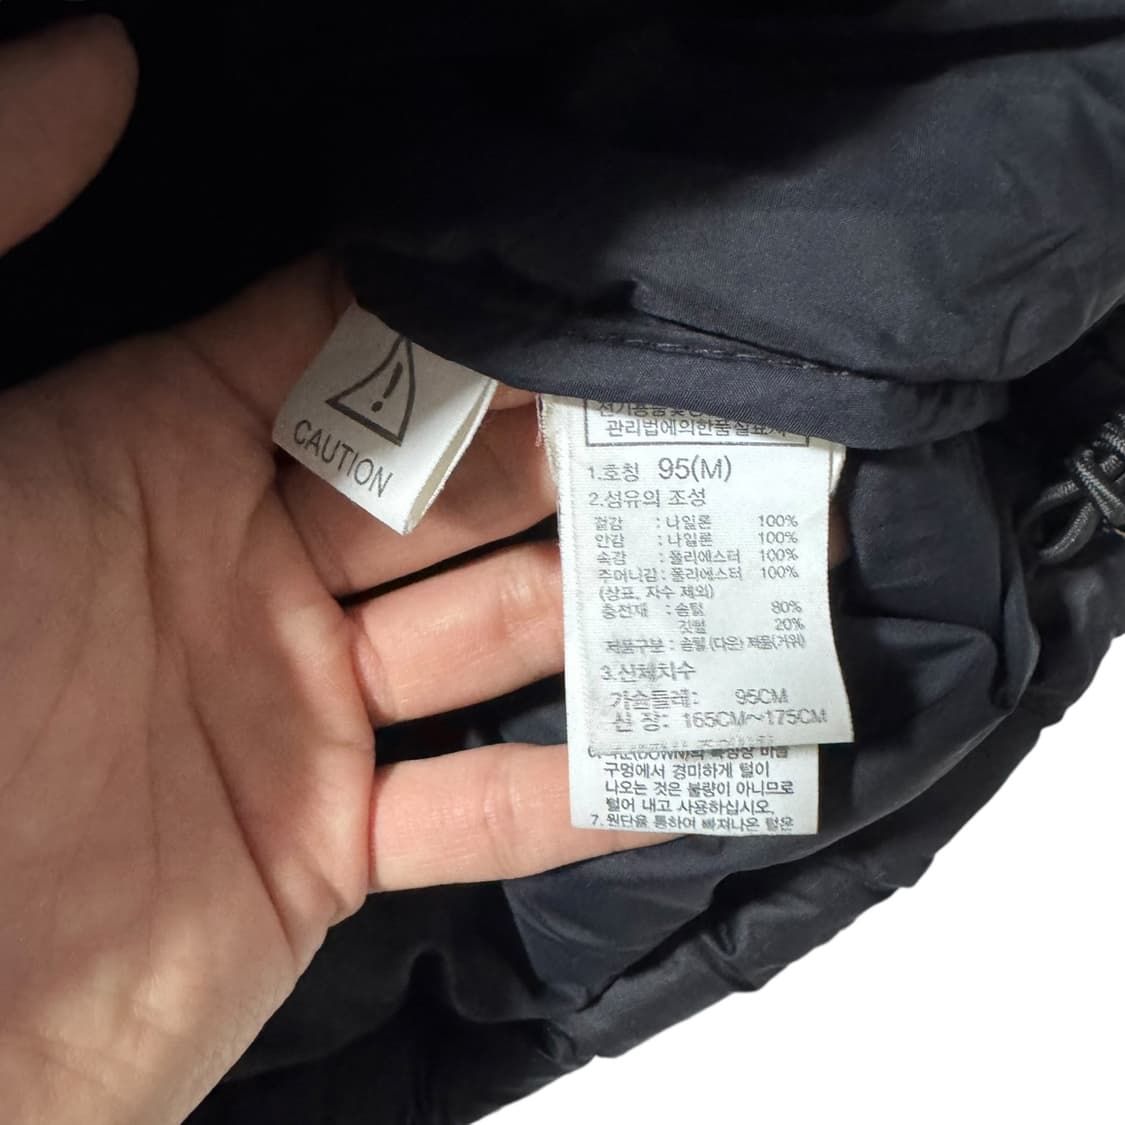 CAUTION
관리법에의한품질표시
1.호칭 95(M)
2.섬유의 조성
겉감 : 나일론 100%
안감 : 나일론 100%
속감 : 폴리에스터 100%
주머니감 : 폴리에스터 100%
(상표, 자수 제외)
충전재 : 솜털 80%
깃털 20%
제품구분 : 솜털(다운)제품(거위)
3.신체치수
가슴둘레: 95CM
신 장: 165CM~175CM
구멍에서 경미하게 털이
나오는 것은 불량이 아니므로
털어 내고 사용하십시오.
7. 원단을 통하여 빠져나온 털은